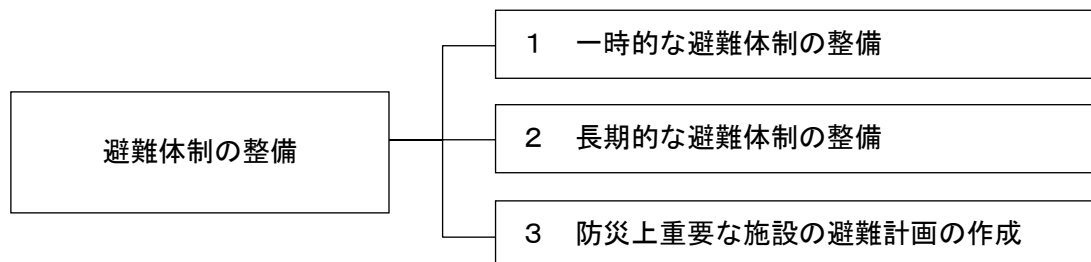 避難体制の整備
１　一時的な避難体制の整備
２　長期的な避難体制の整備
３　防災上重要な施設の避難計画の作成